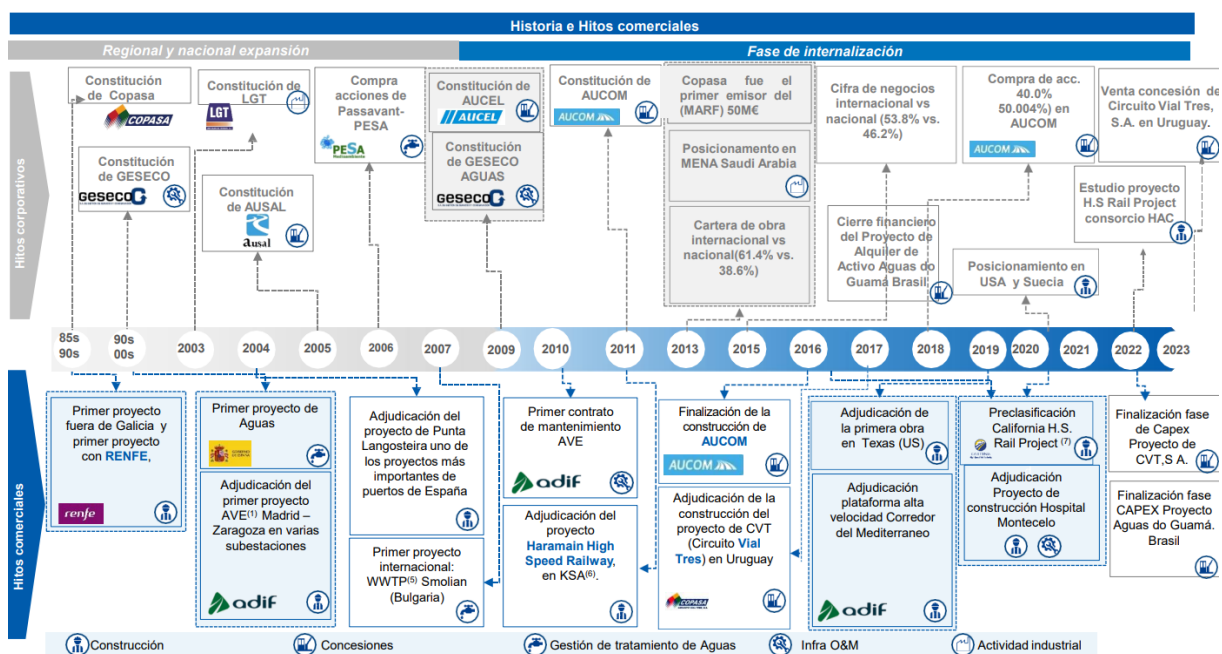 Historia e Hitos comerciales
Regional y nacional expansión
Fase de internalización
Hitos corporativos
Constitución
de Copasa
COPASA
Constitución
de GESECO
GESECO
Constitución de
LGT
LGT
Constitución
de AUSAL
Ausal
Compra
acciones de
Passavant-
PESA
PESA
Medioambiente
Constitución
de AUCEL
AUCEL
Constitución
de GESECO
AGUAS
GESECO
Constitución de
AUCOM
AUCOM
Copasa fue el
primer emisor del
(MARF) 50M€
Posicionamiento en
MENA Saudi Arabia
Cartera de obra
internacional vs
nacional(61.4% vs.
38.6%)
Cifra de negocios
internacional vs
nacional (53.8% vs.
46.2%)
Cierre financiero
del Proyecto de
Alquiler de
Activo Aguas do
Guamá Brasil
Compra de acc.
40.0%
50.004%) en
AUCOM
AUCOM
Posicionamiento en
USA y Suecia
Venta concesión de
Circuito Vial Tres,
S.A. en Uruguay.
Estudio proyecto
H.S Rail Project
consorcio HAC
85s
90s
90s
00s
2003
2004
2005
2006
2007
2009
2010
2011
2013
2015
2016
2017
2018
2019
2020
2021
2022
2023
Hitos comerciales
Primer proyecto
fuera de Galicia y
primer proyecto
con RENFE,
renfe
Primer proyecto de
Aguas
Adjudicación del
primer proyecto
AVE(1) Madrid –
Zaragoza en varias
subestaciones
adif
Adjudicación del
proyecto de Punta
Langosteira uno de
los proyectos más
importantes de
puertos de España
Primer proyecto
internacional:
WWTP(5) Smolian
(Bulgaria)
Primer contrato
de mantenimiento
AVE
adif
Adjudicación del
proyecto
Haramain High
Speed Railway,
en KSA(6).
Finalización de la
construcción de
AUCOM
AUCOM
Adjudicación de la
construcción del
proyecto de CVT
(Circuito Vial
Tres) en Uruguay
COPASA
Adjudicación de
la primera obra
en Texas (US)
Adjudicación
plataforma alta
velocidad Corredor
del Mediterraneo
adif
Preclasificación
California H.S.
Rail Project (7)
Adjudicación
Proyecto de
construcción Hospital
Montecelo
Finalización fase
de Capex
Proyecto de
CVT,S A.
Finalización fase
CAPEX Proyecto
Aguas do Guamá.
Brasil
Construcción
Concesiones
Gestión de tratamiento de Aguas
Infra O&M
Actividad industrial